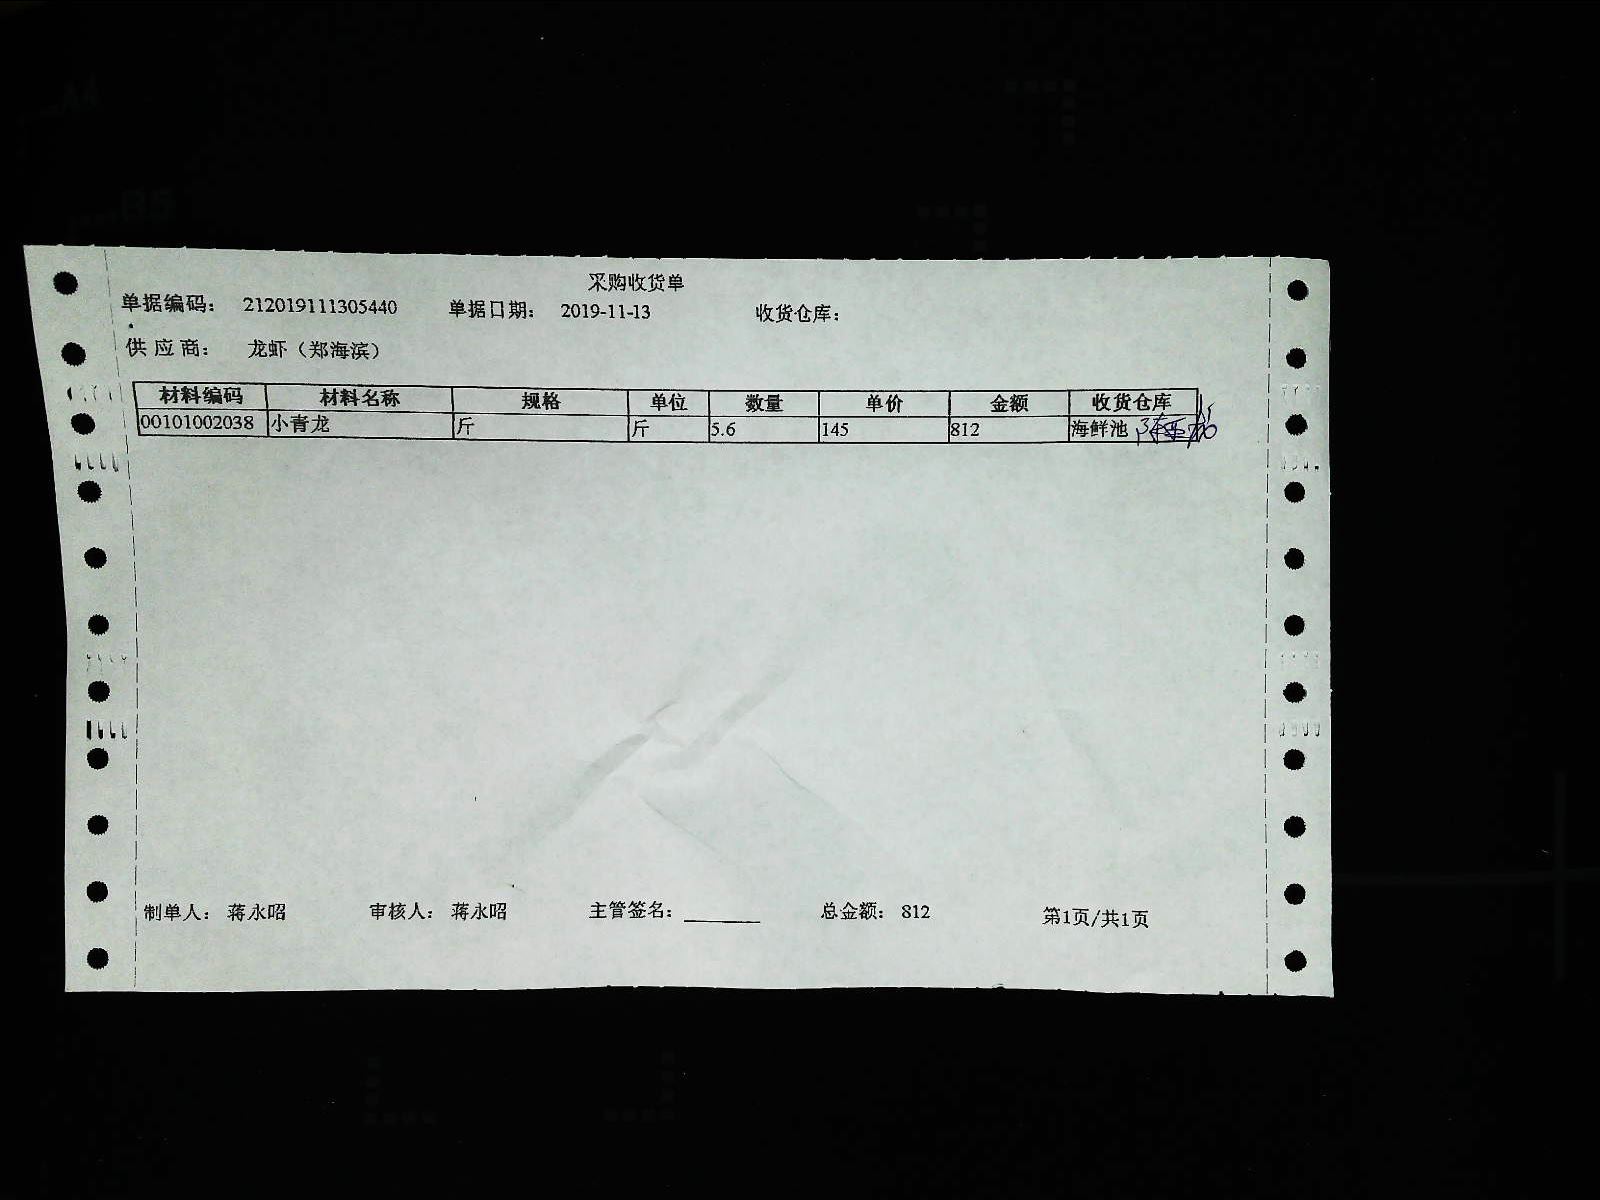 采购收货单
单据编码： 212019111305440 单据日期： 2019-11-13 收货仓库：
供应商： 龙虾（郑海滨）
材料编码 材料名称 规格 单位 数量 单价 金额 收货仓库
00101002038 小青龙 斤 斤 5.6 145 812 海鲜池
制单人： 蒋永昭 审核人： 蒋永昭 主管签名： 总金额： 812 第1页/共1页